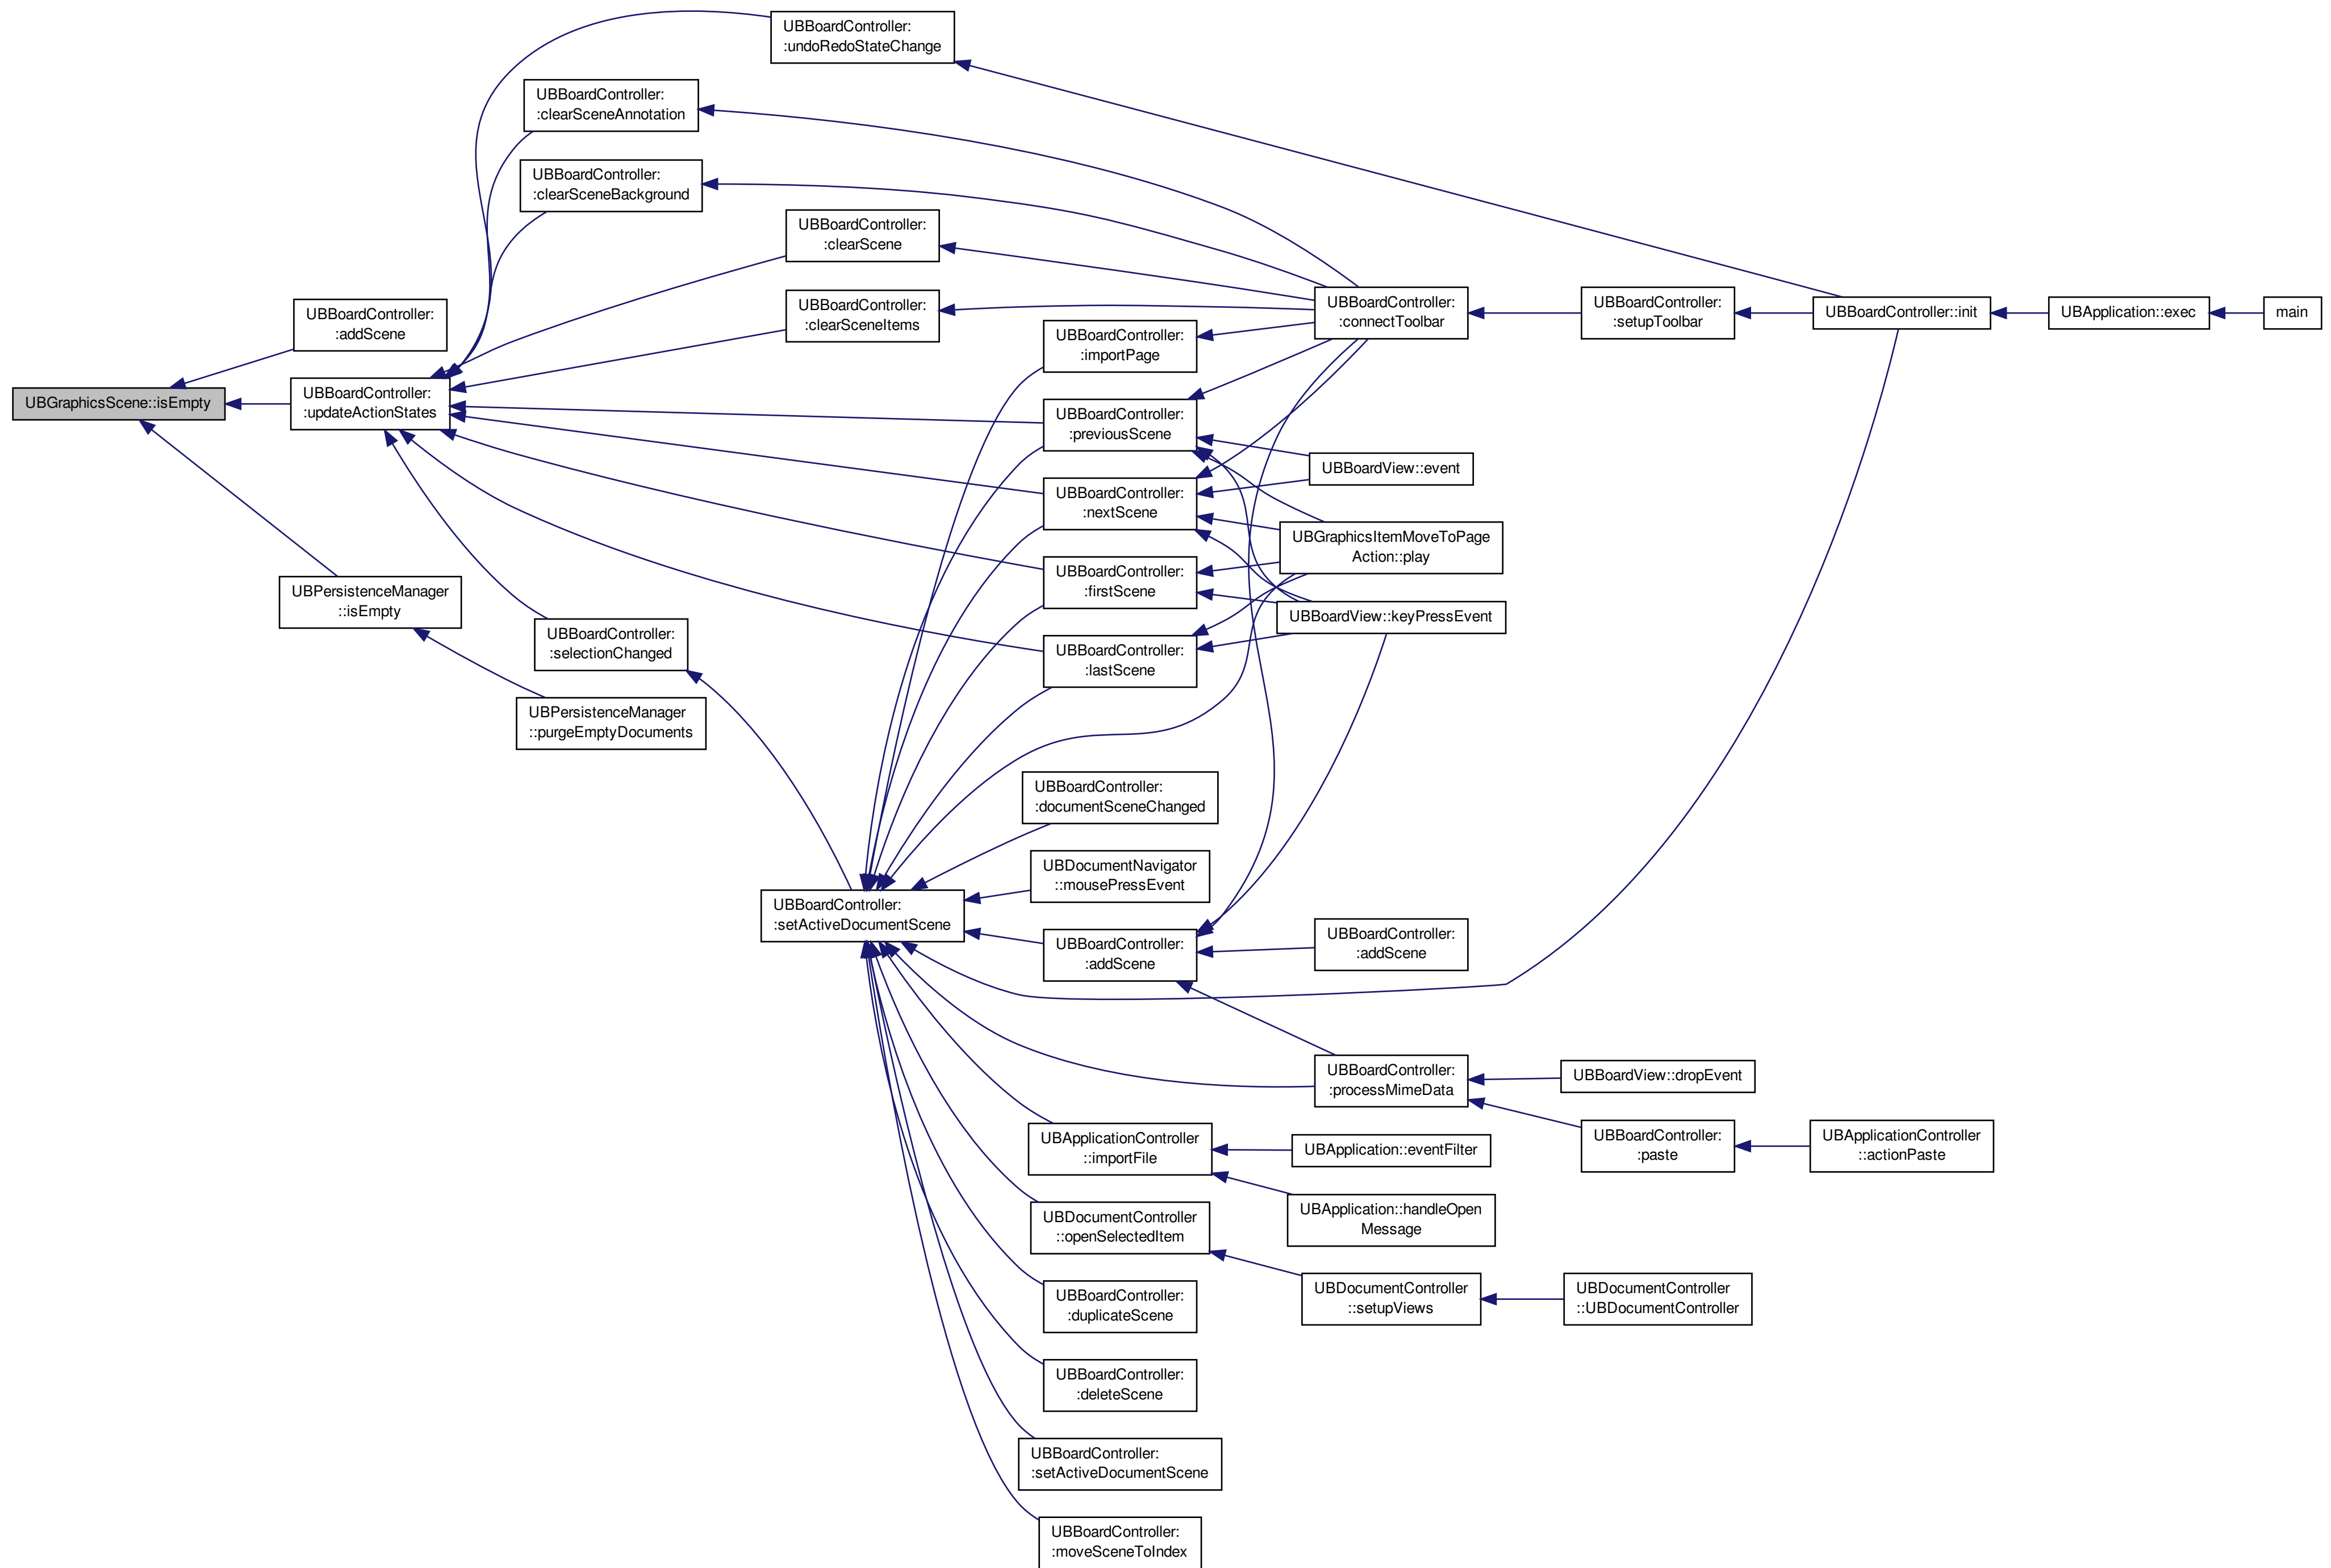 UBBoardController:
:undoRedoStateChange
UBBoardController:
:clearSceneAnnotation
UBBoardController:
:clearSceneBackground
UBBoardController:
:clearScene
UBBoardController:
:clearSceneItems
UBBoardController:
:addScene
UBGraphicsScene::isEmpty
UBBoardController:
:updateActionStates
UBPersistenceManager
::isEmpty
UBBoardController:
:selectionChanged
UBPersistenceManager
::purgeEmptyDocuments
UBBoardController:
:setActiveDocumentScene
UBBoardController:
:importPage
UBBoardController:
:previousScene
UBBoardController:
:nextScene
UBBoardController:
:firstScene
UBBoardController:
:lastScene
UBBoardController:
:documentSceneChanged
UBDocumentNavigator
::mousePressEvent
UBBoardController:
:addScene
UBApplicationController
::importFile
UBDocumentController
::openSelectedItem
UBBoardController:
:duplicateScene
UBBoardController:
:deleteScene
UBBoardController:
:setActiveDocumentScene
UBBoardController:
:moveSceneToIndex
UBBoardController:
:connectToolbar
UBBoardView::event
UBGraphicsItemMoveToPage
Action::play
UBBoardView::keyPressEvent
UBBoardController:
:addScene
UBBoardController:
:processMimeData
UBApplication::eventFilter
UBApplication::handleOpen
Message
UBDocumentController
::setupViews
UBBoardController:
:setupToolbar
UBBoardView::dropEvent
UBBoardController:
:paste
UBDocumentController
::UBDocumentController
UBBoardController::init
UBApplicationController
::actionPaste
UBApplication::exec
main